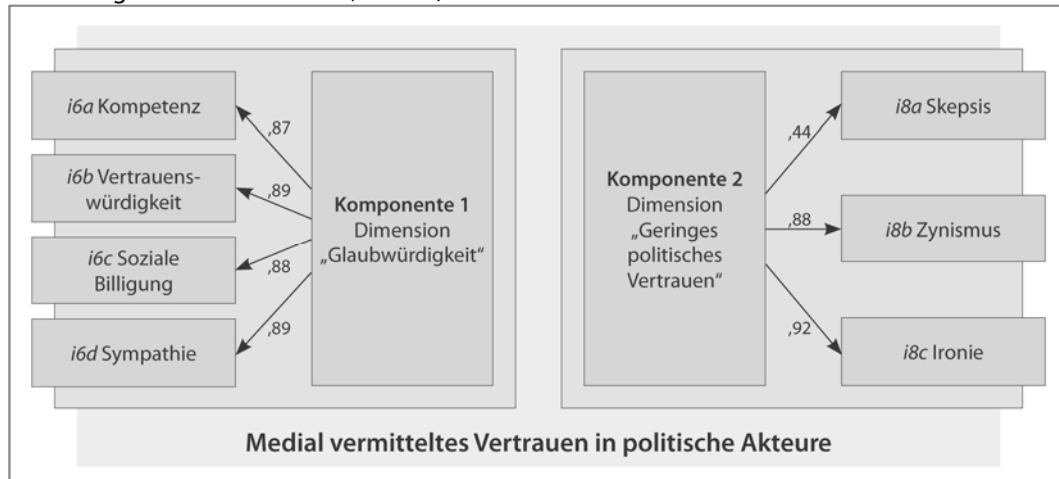 i6a Kompetenz
i6b Vertrauens-
würdigkeit
i6c Soziale
Billigung
i6d Sympathie
,87
,89
,88
,89
Komponente 1
Dimension
„Glaubwürdigkeit“
Komponente 2
Dimension
„Geringes
politisches
Vertrauen“
,44
,88
,92
i8a Skepsis
i8b Zynismus
i8c Ironie
Medial vermitteltes Vertrauen in politische Akteure